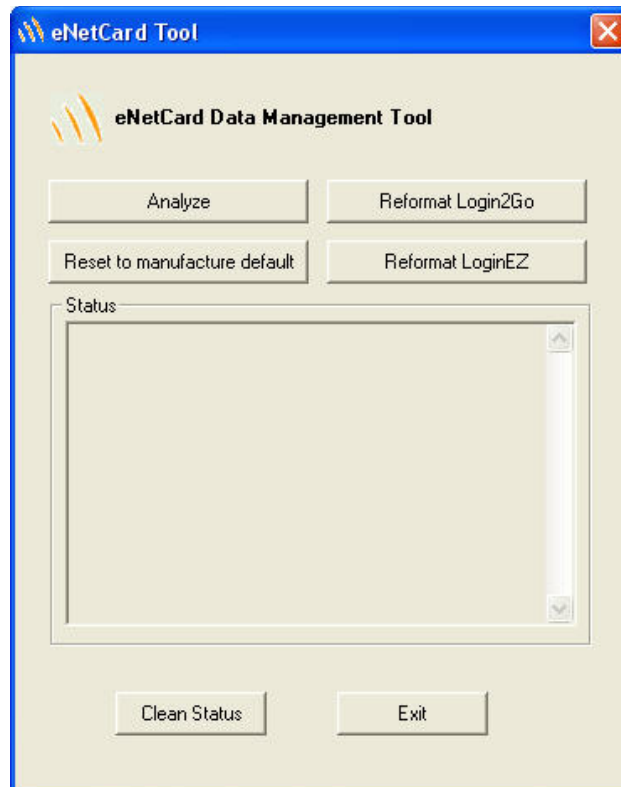 eNetCard Tool
eNetCard Data Management Tool
Analyze
Reformat Login2Go
Reset to manufacture default
Reformat LoginEZ
Status
Clean Status
Exit